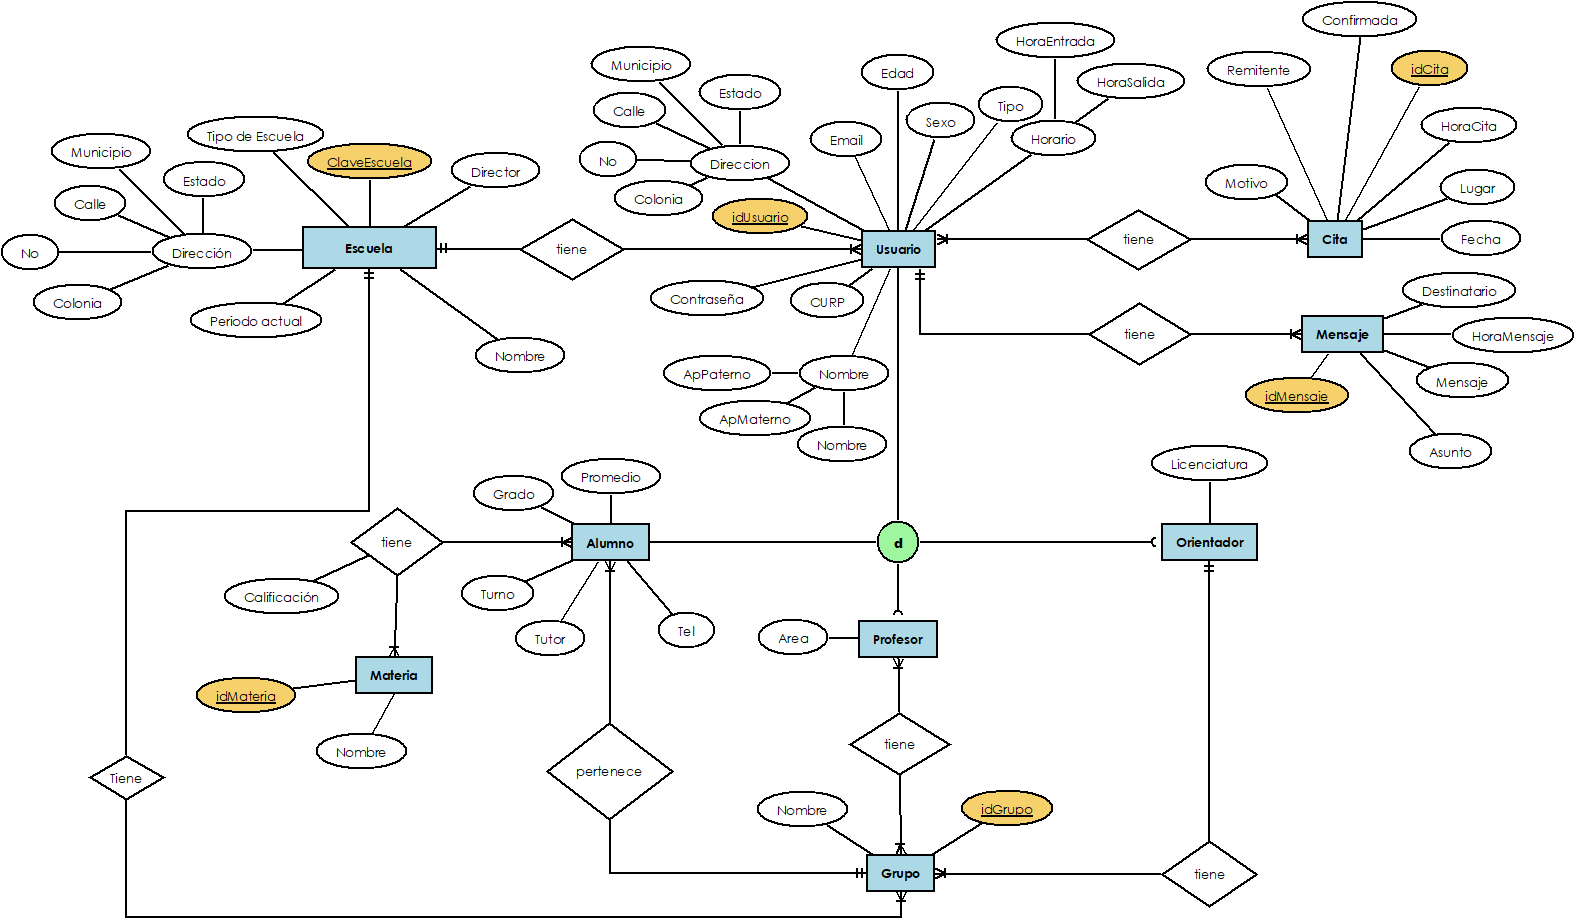 Confirmada
HoraEntrada
Municipio
Edad
Remitente
idCita
HoraSalida
Estado
Calle
Tipo
Sexo
HoraCita
Tipo de Escuela
Email
Horario
Municipio
ClaveEscuela
No
Direccion
Director
Estado
Motivo
Lugar
Calle
Colonia
idUsuario
Escuela
tiene
Usuario
tiene
Cita
Fecha
No
Dirección
Colonia
Contraseña
CURP
Destinatario
Periodo actual
tiene
Mensaje
HoraMensaje
Nombre
ApPaterno
Nombre
Mensaje
idMensaje
ApMaterno
Nombre
Asunto
Licenciatura
Promedio
Grado
tiene
Alumno
d
Orientador
Calificación
Turno
Tutor
Tel
Area
Profesor
Materia
idMateria
Nombre
tiene
Tiene
pertenece
Nombre
idGrupo
Grupo
tiene